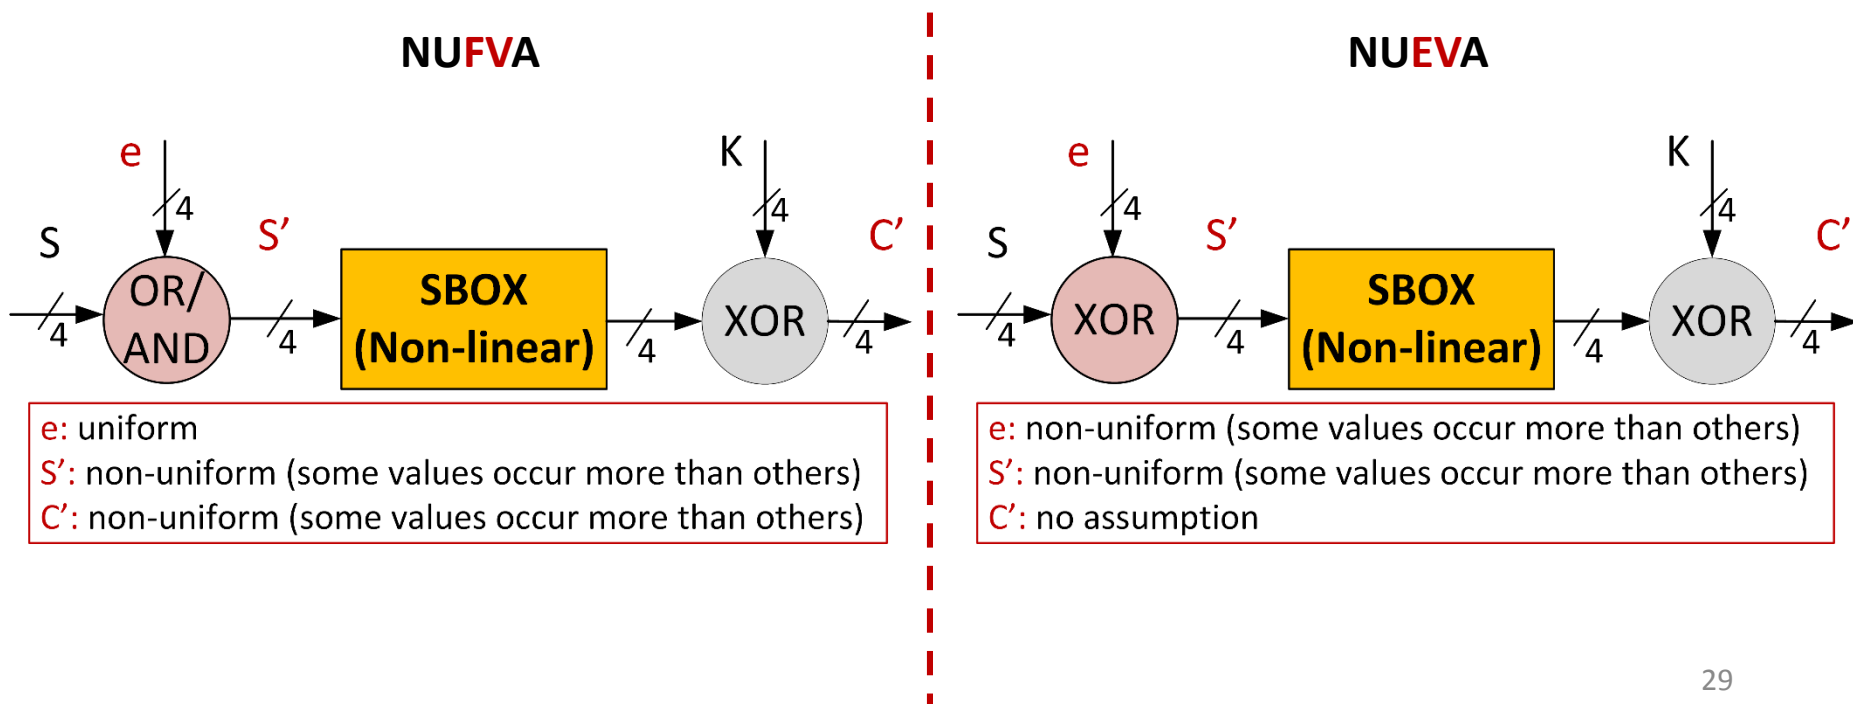 NUFVA
e
4
S
4
OR/
AND
S’
4
SBOX
(Non-linear)
4
K
4
XOR
C’
4
e: uniform
S’: non-uniform (some values occur more than others)
C’: non-uniform (some values occur more than others)
NUEVA
e
4
S
4
XOR
S’
4
SBOX
(Non-linear)
4
K
4
XOR
C’
4
e: non-uniform (some values occur more than others)
S’: non-uniform (some values occur more than others)
C’: no assumption
29